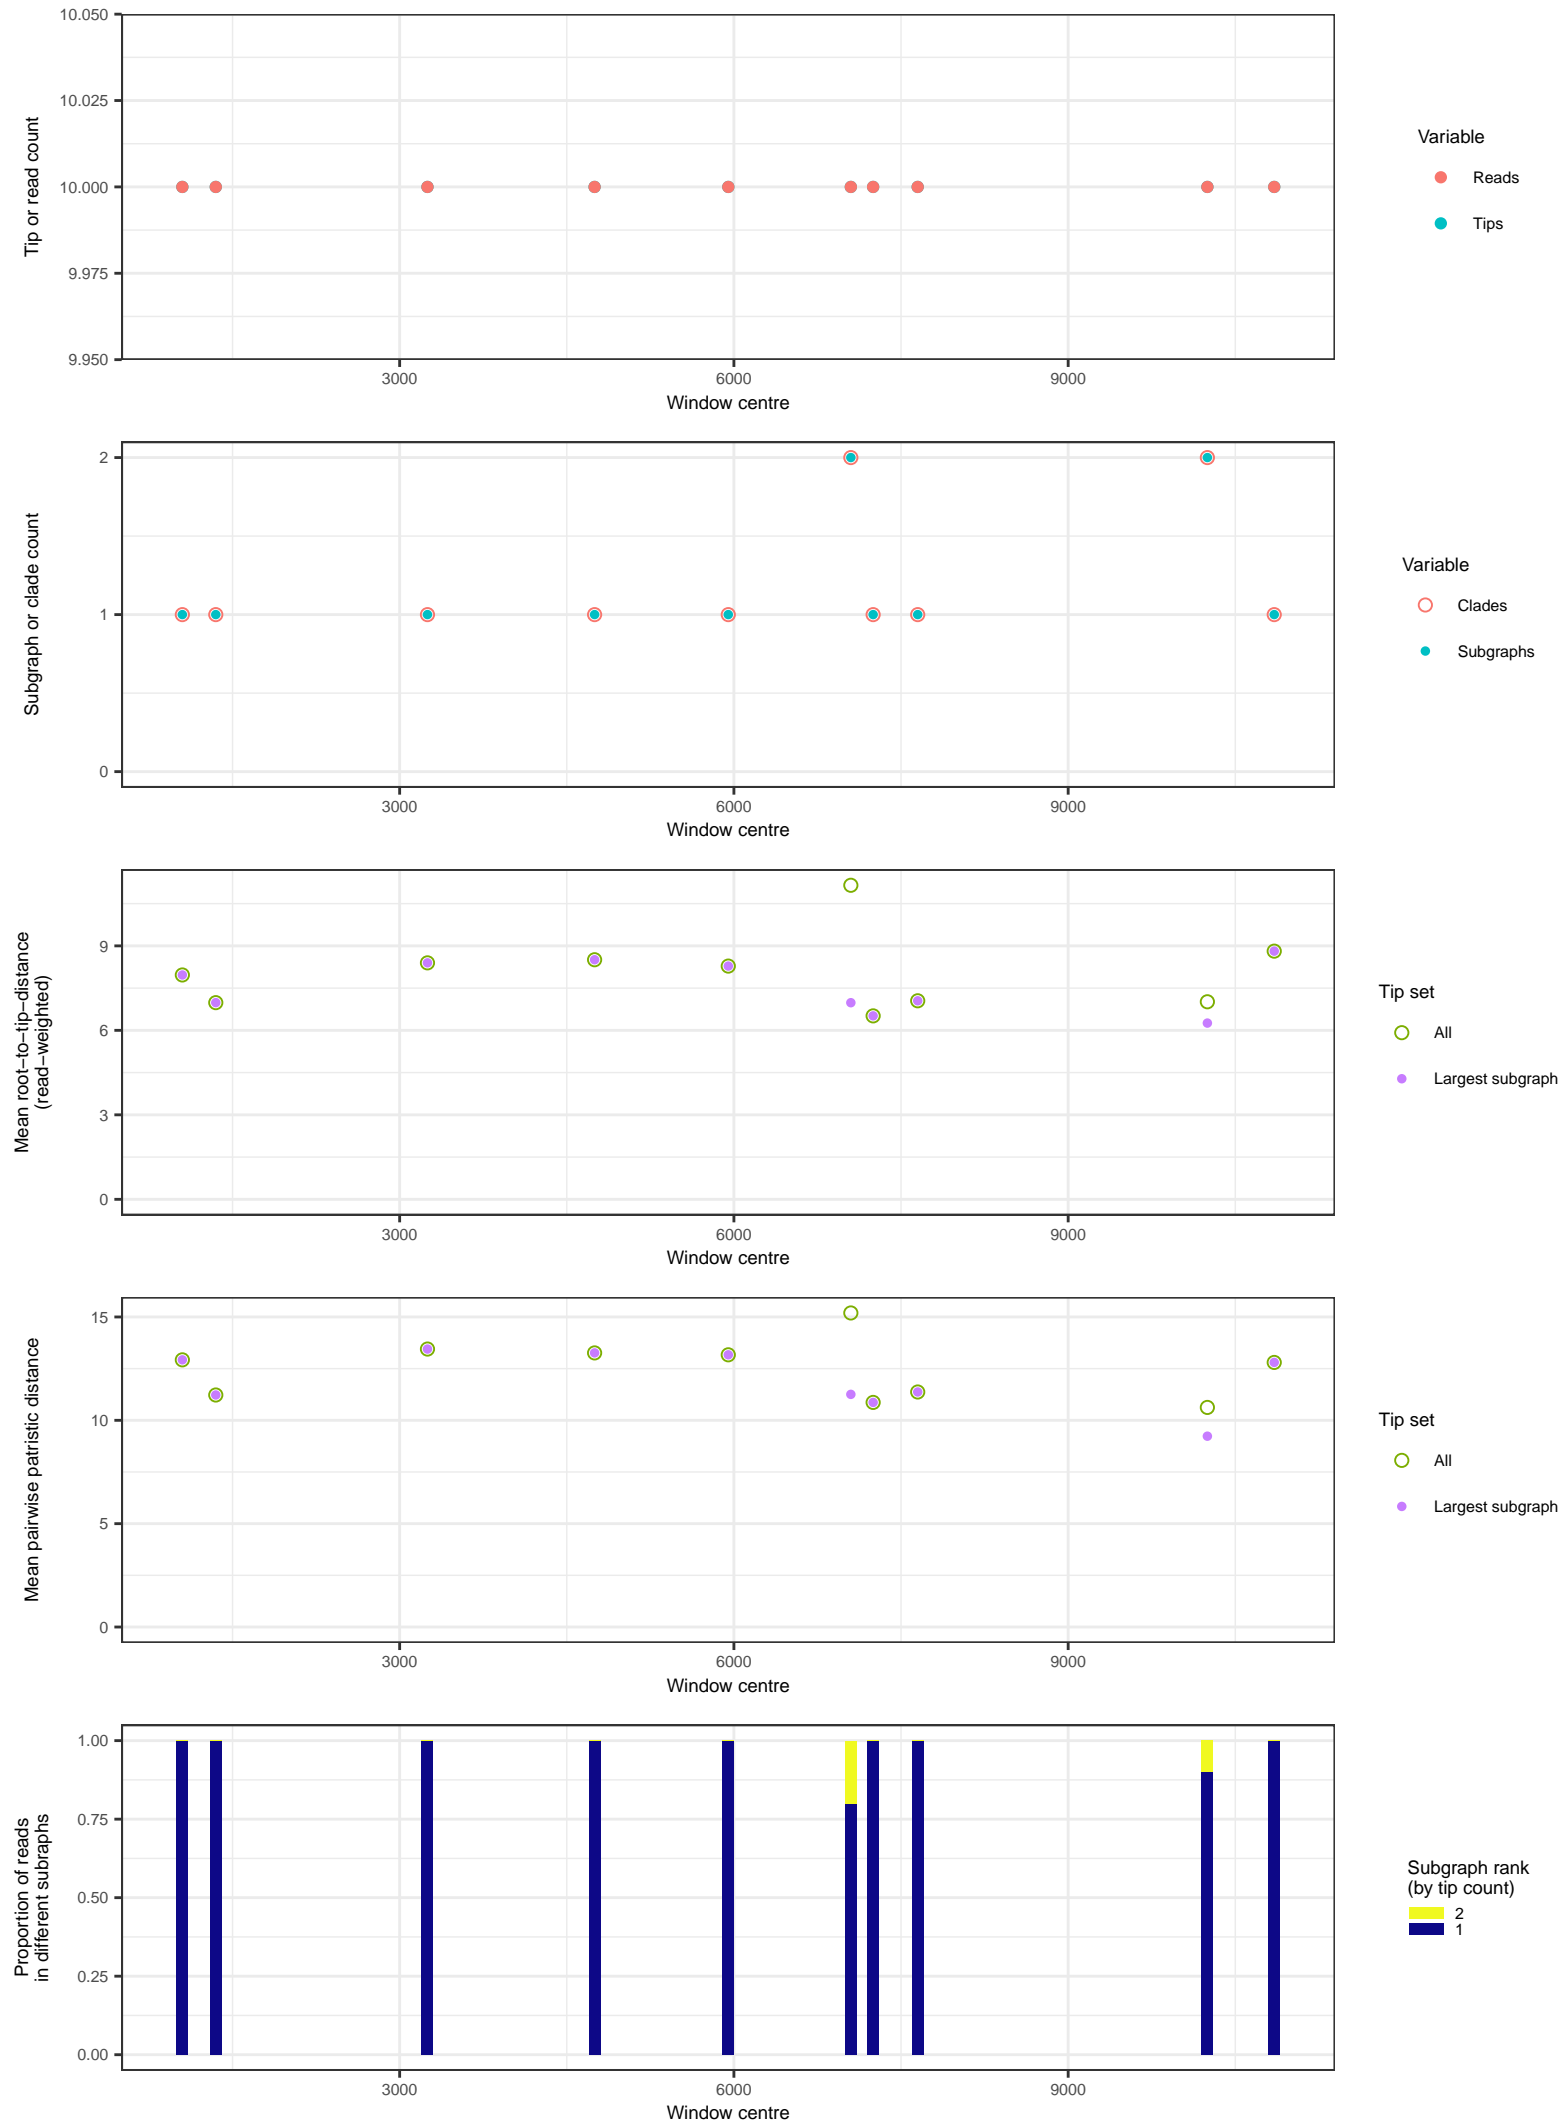 10.050
10.025
10.000
9.975
9.950
Tip or read count
3000
6000
9000
Window centre
Variable
Reads
Tips
2
1
0
Subgraph or clade count
3000
6000
9000
Window centre
Variable
Clades
Subgraphs
9
6
3
0
Mean root−to−tip−distance
(read−weighted)
3000
6000
9000
Window centre
Tip set
All
Largest subgraph
15
10
5
0
Mean pairwise patristic distance
3000
6000
9000
Window centre
Tip set
All
Largest subgraph
1.00
0.75
0.50
0.25
0.00
Proportion of reads
in different subraphs
3000
6000
9000
Window centre
Subgraph rank
(by tip count)
2
1